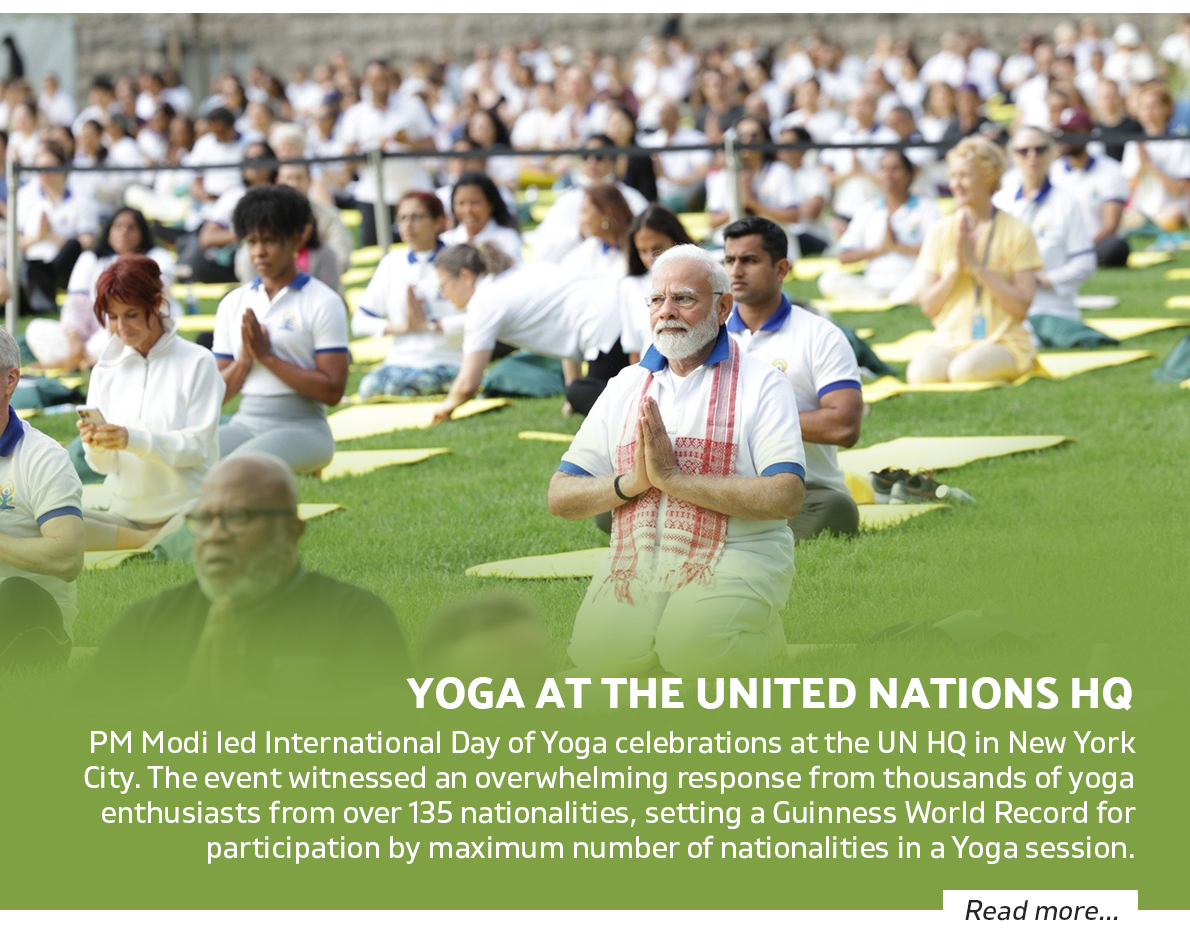 YOGA AT THE UNITED NATIONS HQ
PM Modi led International Day of Yoga celebrations at the UN HQ in New York
City. The event witnessed an overwhelming response from thousands of yoga
enthusiasts from over 135 nationalities, setting a Guinness World Record for
participation by maximum number of nationalities in a Yoga session.
Read more...